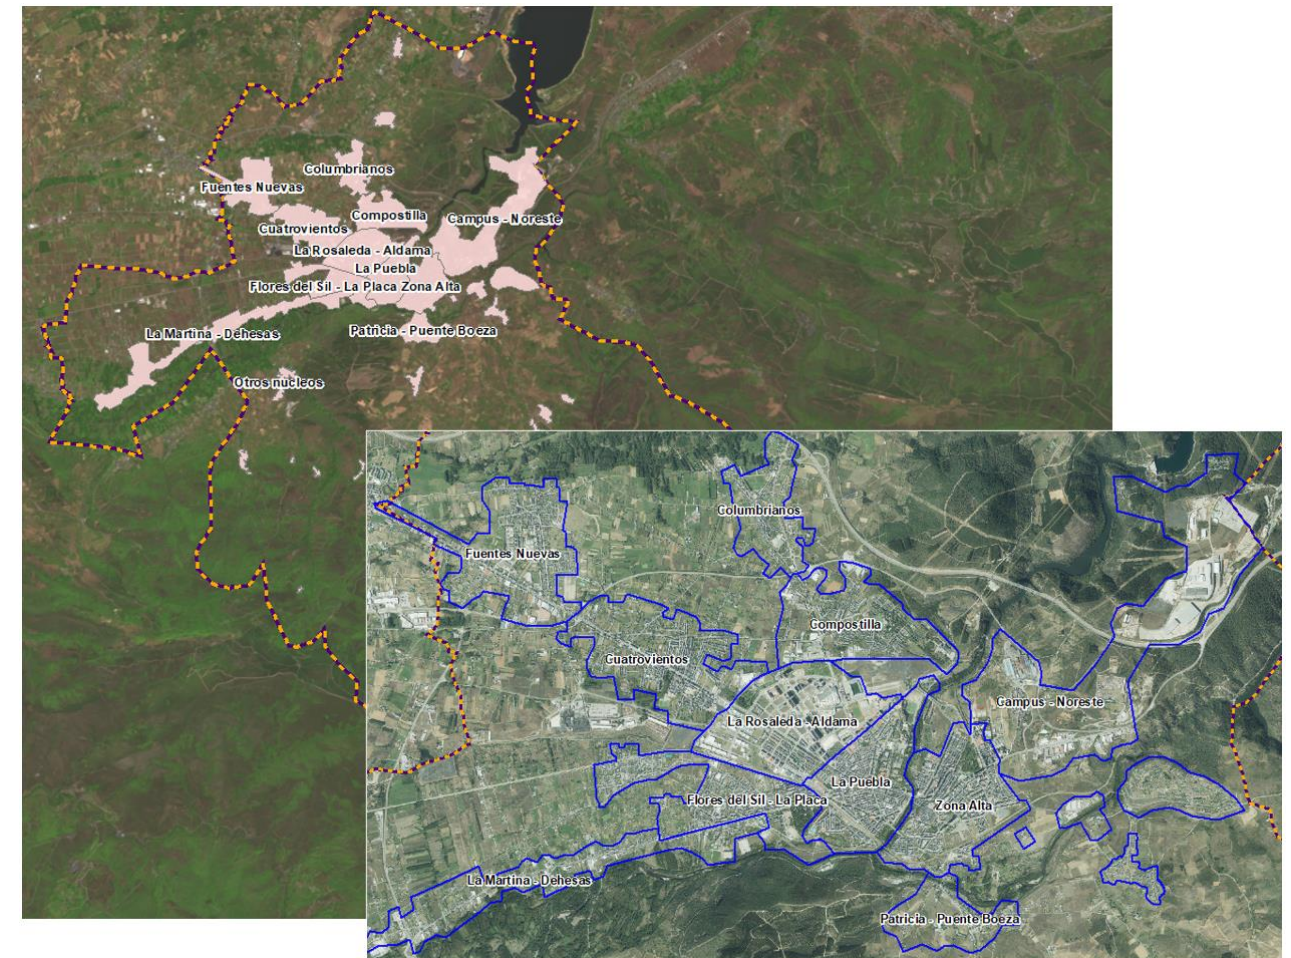 Columbrianos
Fuentes Nuevas
Compostilla
Campus - Noreste
Cuatrovientos
La Rosaleda - Aldama
La Puebla
Flores del Sil - La Placa
Zona Alta
La Martina - Dehesas
Patricia - Puente Boeza
Otros nucleos
Columbrianos
Fuentes Nuevas
Compostilla
Cuatrovientos
Campus - Noreste
La Rosaleda - Aldama
La Puebla
Flores del Sil - La Placa
Zona Alta
La Martina - Dehesas
Patricia - Puente Boeza